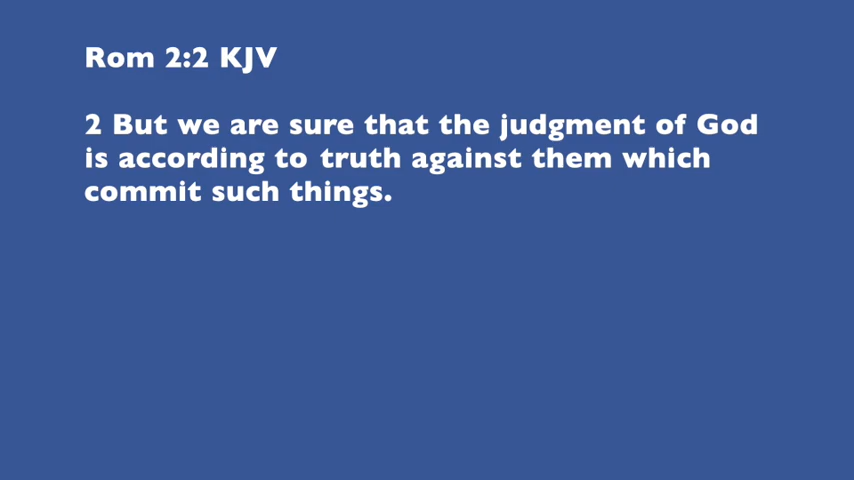 Rom 2:2 KJV
2 But we are sure that the judgment of God
is according to truth against them which
commit such things.